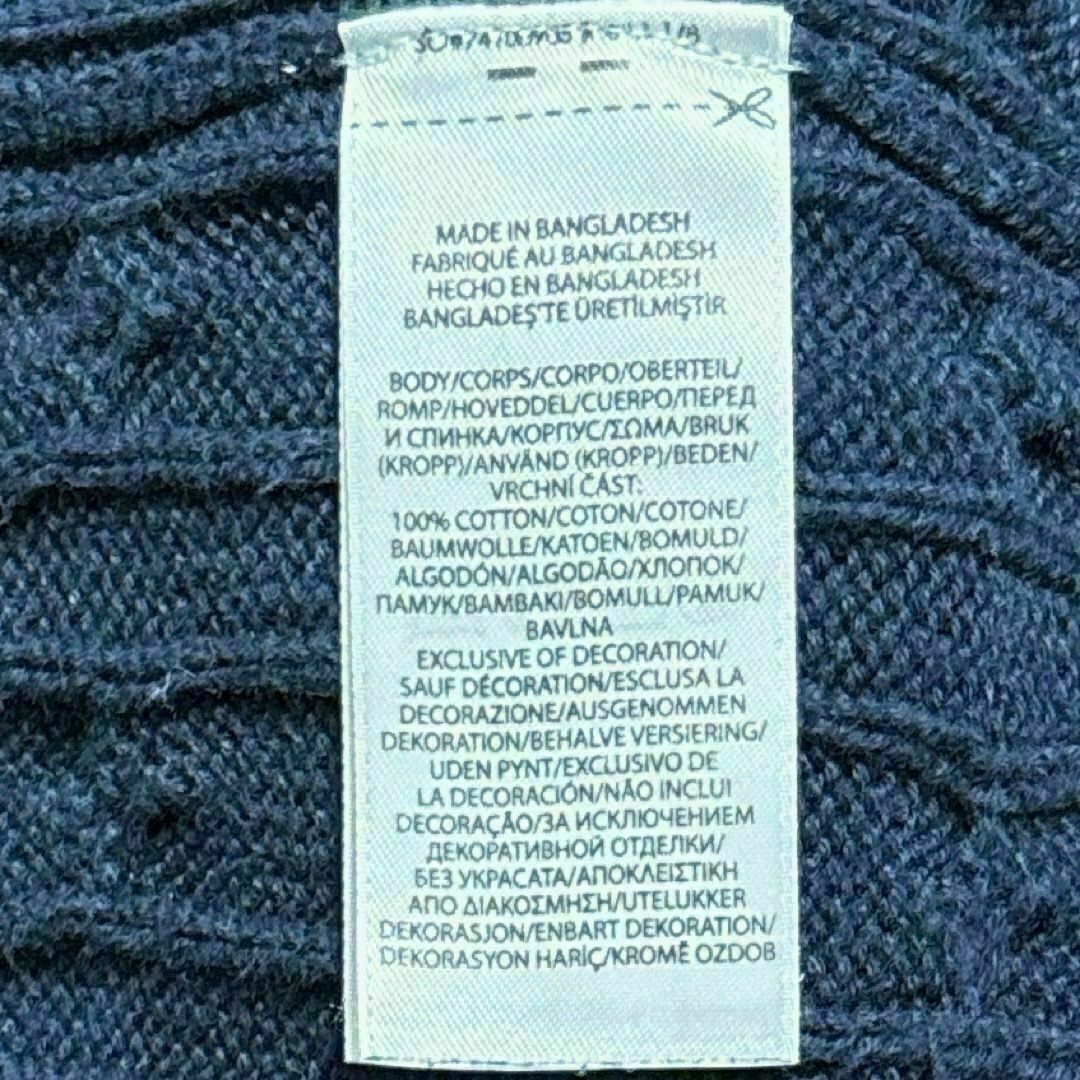 MADE IN BANGLADESH
FABRIQUÉ AU BANGLADESH
HECHO EN BANGLADESH
BANGLADEŞ'TE ÜRETİLMİŞTİR
BODY/CORPS/CORPO/OBERTEIL/
ROMP/HOVEDDEL/CUERPO/ПЕРЕД
И СПИНКА/КОРПУС/ΣΩΜΑ/BRUK
(KROPP)/ANVÄND (KROPP)/BEDEN/
VRCHNÍ ČÁST:
100% COTTON/COTON/COTONE/
BAUMWOLLE/KATOEN/BOMULD/
ALGODÓN/ALGODÃO/ХЛОПОК/
ПАМУК/ΒΑΜΒΑΚΙ/BOMULL/PAMUK/
BAVLNA
EXCLUSIVE OF DECORATION/
SAUF DÉCORATION/ESCLUSA LA
DECORAZIONE/AUSGENOMMEN
DEKORATION/BEHALVE VERSIERING/
UDEN PYNT/EXCLUSIVO DE
LA DECORACIÓN/NÃO INCLUI
DECORAÇÃO/ЗА ИСКЛЮЧЕНИЕМ
ДЕКОРАТИВНОЙ ОТДЕЛКИ/
БЕЗ УКРАСАТА/ΑΠΟΚΛΕΙΣΤΙΚΗ
ΑΠΟ ΔΙΑΚΟΣΜΗΣΗ/UTELUKKER
DEKORASJON/ENBART DEKORATION/
DEKORASYON HARİÇ/KROMĚ OZDOB